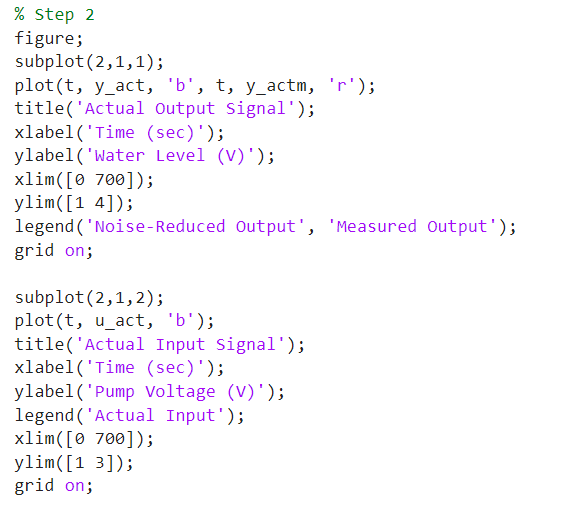 % Step 2
figure;
subplot(2,1,1);
plot(t, y_act, 'b', t, y_actm, 'r');
title('Actual Output Signal');
xlabel('Time (sec)');
ylabel('Water Level (V)');
xlim([0 700]);
ylim([1 4]);
legend('Noise-Reduced Output', 'Measured Output');
grid on;

subplot(2,1,2);
plot(t, u_act, 'b');
title('Actual Input Signal');
xlabel('Time (sec)');
ylabel('Pump Voltage (V)');
legend('Actual Input');
xlim([0 700]);
ylim([1 3]);
grid on;